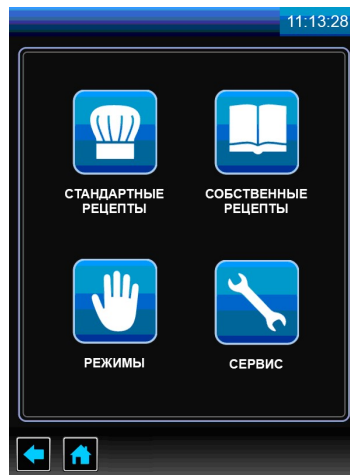 11:13:28
СТАНДАРТНЫЕ
РЕЦЕПТЫ
СОБСТВЕННЫЕ
РЕЦЕПТЫ
РЕЖИМЫ
СЕРВИС